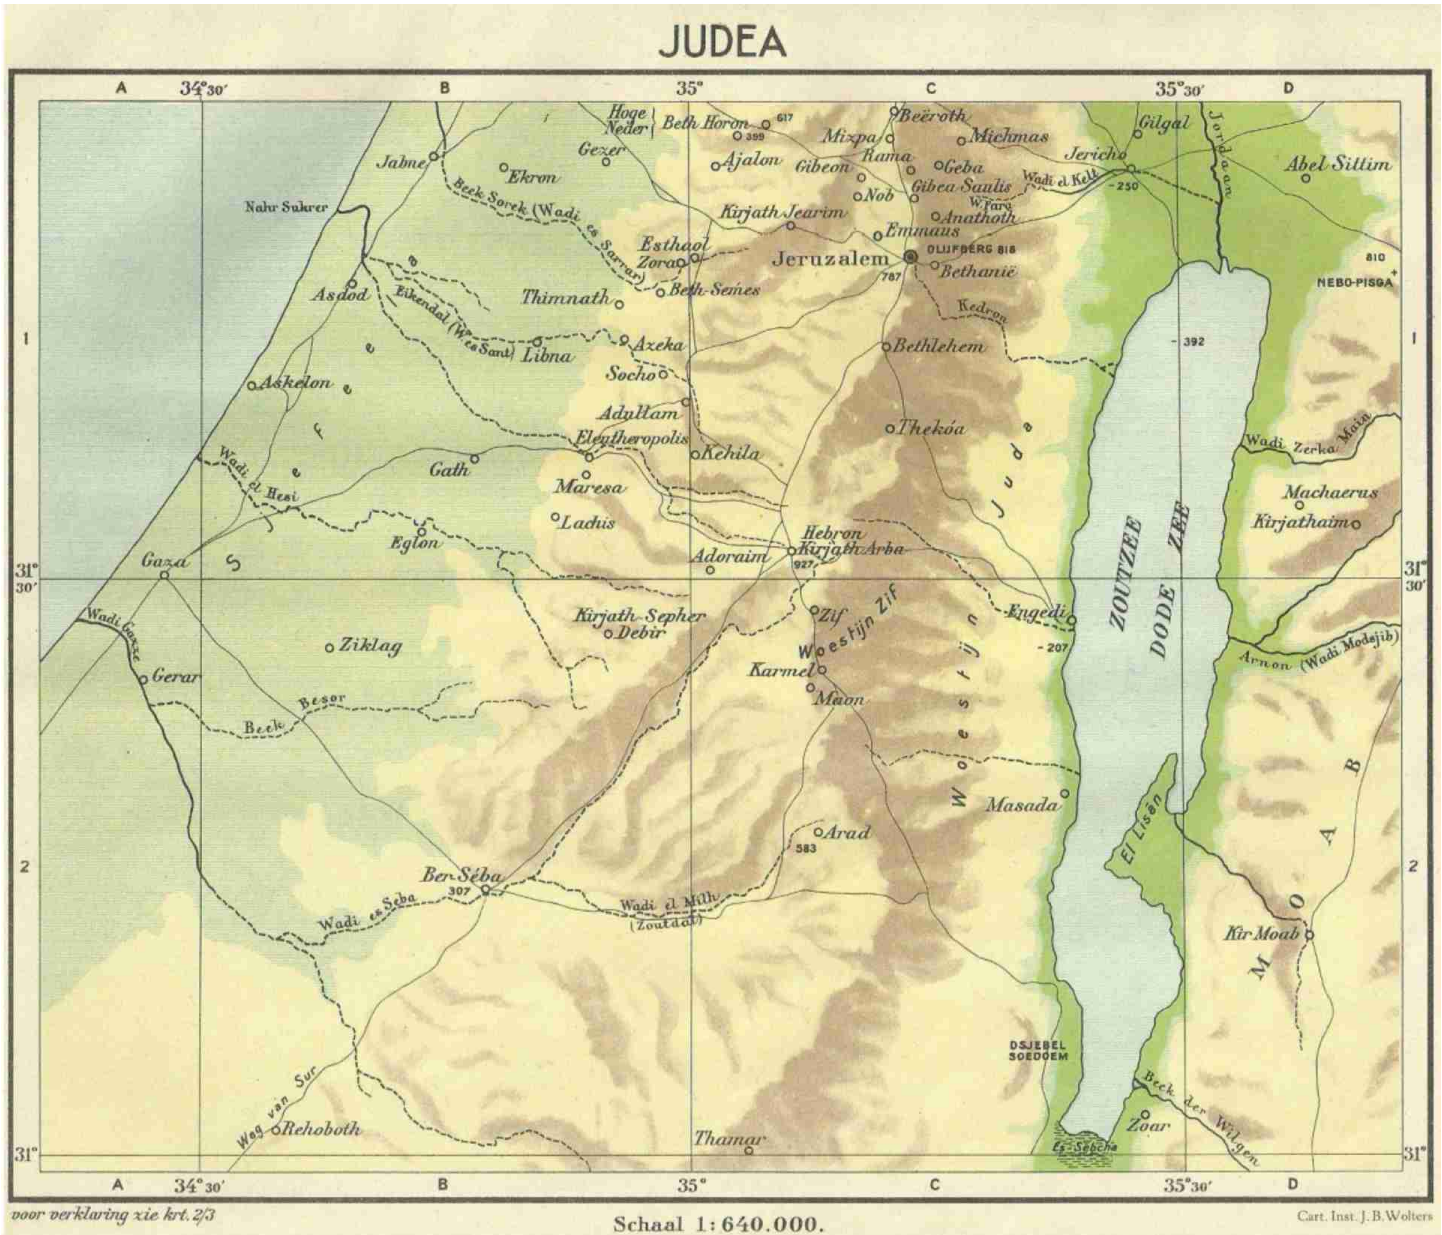 JUDEA
A 34°30′ B 35° C 35°30′ D
Hoge
Neder
Beth Horon
617
399
Beëroth
Mizpa
Michmas
Gilgal
Jordaan
Jabne
Ekron
Gezer
Ajalon
Gibeon
Rama
Geba
Jericho
Abel Sittim
Wadi el Kelt
- 250
Nahr Sukrer
Beek Sorek (Wadi es Sarrar)
Nob
Gibea Saulis
W. Fara
Kirjath Jearim
Anathoth
Emmaus
Esthaol
Zora
Jeruzalem
OLIJFBERG 818
787
Bethanië
810
NEBO-PISGA
Asdod
Eikendal (W. es Sant)
Thimnath
Beth-Semes
Kedron
1
Libna
Azeka
Bethlehem
- 392
1
Askelon
Socho
Adullam
Thekóa
Eleutheropolis
Kehila
Wadi Zerka Maïn
Wadi el Hesi
Gath
Maresa
Machaerus
Lachis
Kirjathaim
Sjefeela
Eglon
Hebron
Kirjath Arba
927
Adoraim
ZOUTZEE
DODE ZEE
Gaza
31°30′
31°30′
Wadi Gazze
Kirjath-Sepher
Debir
Zif
Woestijn Zif
Engedi
- 207
Woestijn Juda
Arnon (Wadi Modsjib)
Ziklag
Gerar
Karmel
Maon
Beek Besor
Masada
El Lisën
MOAB
Arad
583
2
Ber Séba
307
2
Wadi es Seba
Wadi el Milh
(Zoutdal)
Kir Moab
DSJEBEL
SOEDOEM
Weg van Sur
Rehoboth
Thamar
Beek der Wilgen
Zoar
Es-Sebcha
31°
31°
A 34°30′ B 35° C 35°30′ D
voor verklaring zie krt. 2/3
Schaal 1:640.000.
Cart. Inst. J. B. Wolters